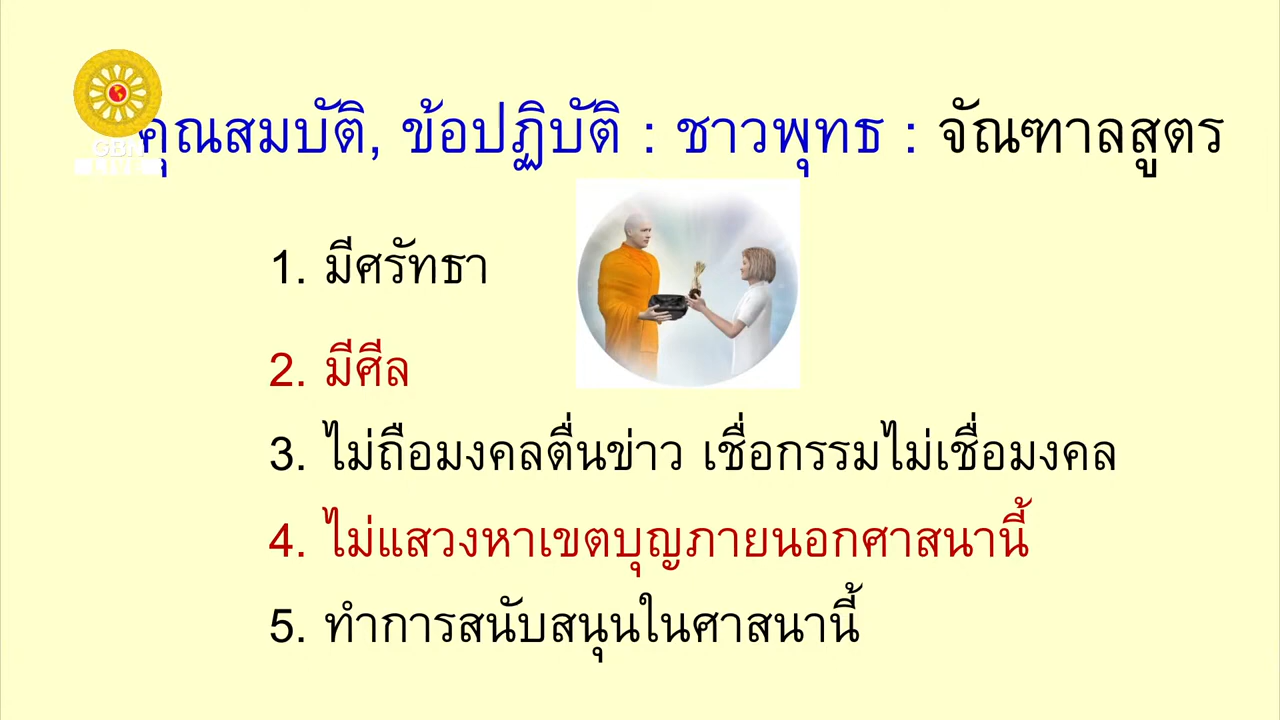 คุณสมบัติ, ข้อปฏิบัติ : ชาวพุทธ : จัณฑาลสูตร
GBN
1. มีศรัทธา
2. มีศีล
3. ไม่ถือมงคลตื่นข่าว เชื่อกรรมไม่เชื่อมงคล
4. ไม่แสวงหาเขตบุญภายนอกศาสนานี้
5. ทำการสนับสนุนในศาสนานี้